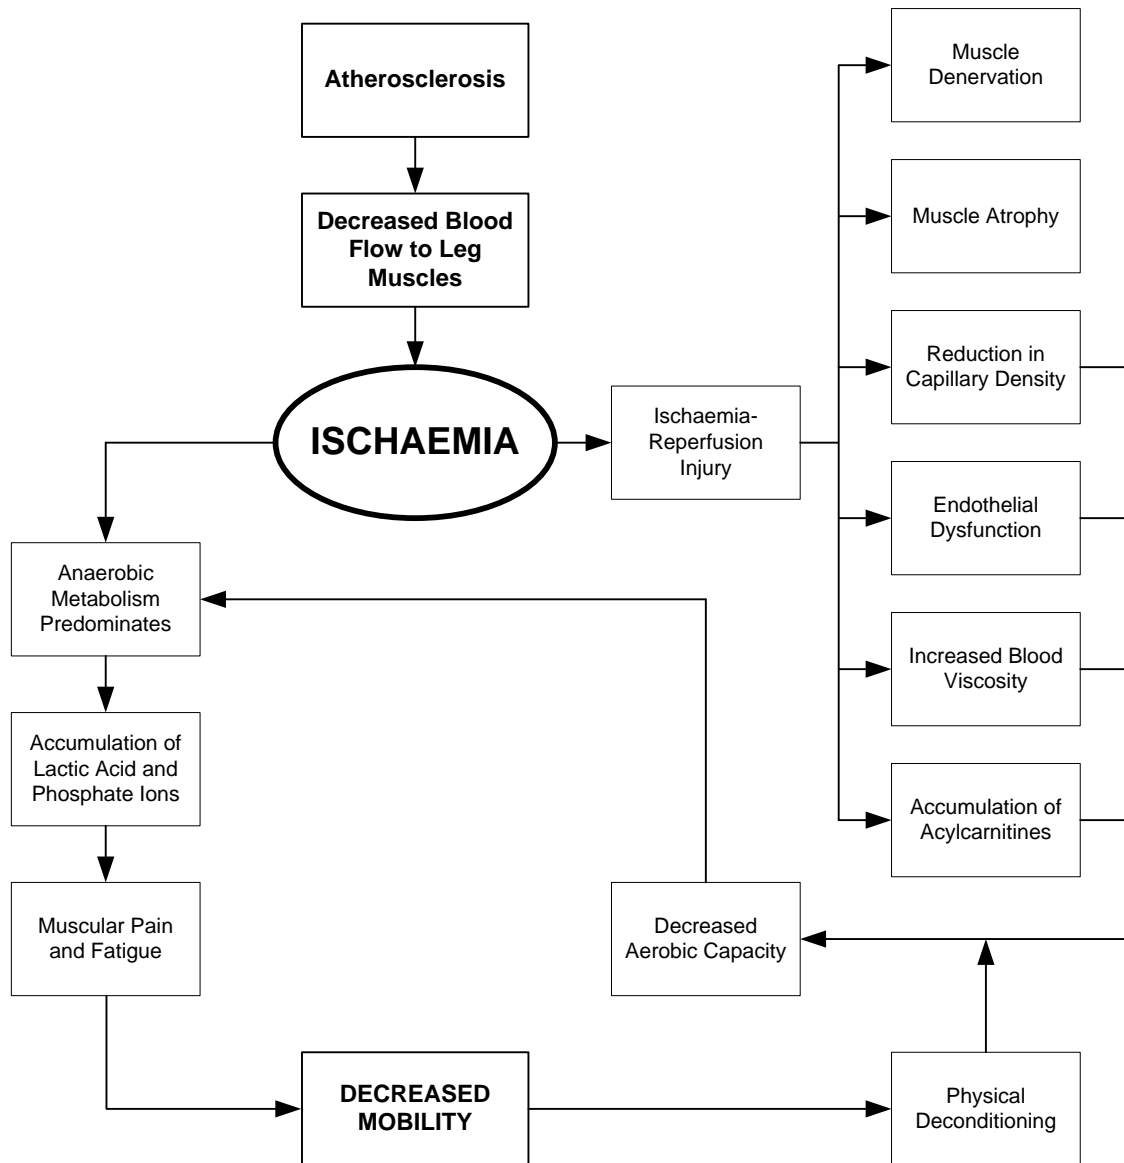 Atherosclerosis
Decreased Blood
Flow to Leg
Muscles
ISCHAEMIA
Ischaemia-
Reperfusion
Injury
Muscle
Denervation
Muscle Atrophy
Reduction in
Capillary Density
Endothelial
Dysfunction
Increased Blood
Viscosity
Accumulation of
Acylcarnitines
Anaerobic
Metabolism
Predominates
Accumulation of
Lactic Acid and
Phosphate Ions
Muscular Pain
and Fatigue
Decreased
Aerobic Capacity
DECREASED
MOBILITY
Physical
Deconditioning